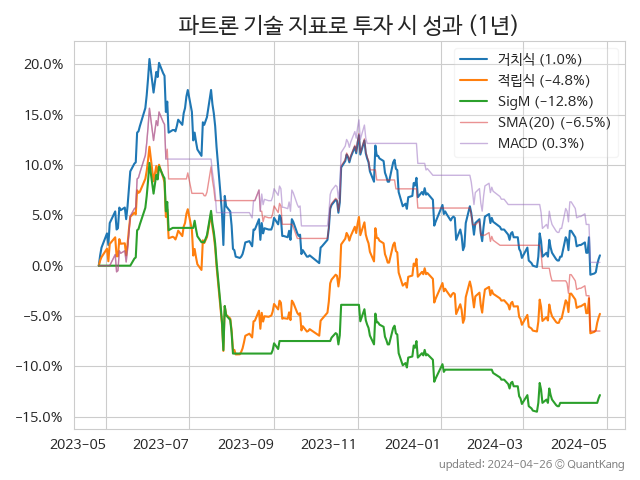 파트론 기술 지표로 투자 시 성과 (1년)
거치식 (1.0%)
적립식 (−4.8%)
SigM (−12.8%)
SMA(20) (−6.5%)
MACD (0.3%)
20.0%
15.0%
10.0%
5.0%
0.0%
−5.0%
−10.0%
−15.0%
2023-05 2023-07 2023-09 2023-11 2024-01 2024-03 2024-05
updated: 2024-04-26 © QuantKang